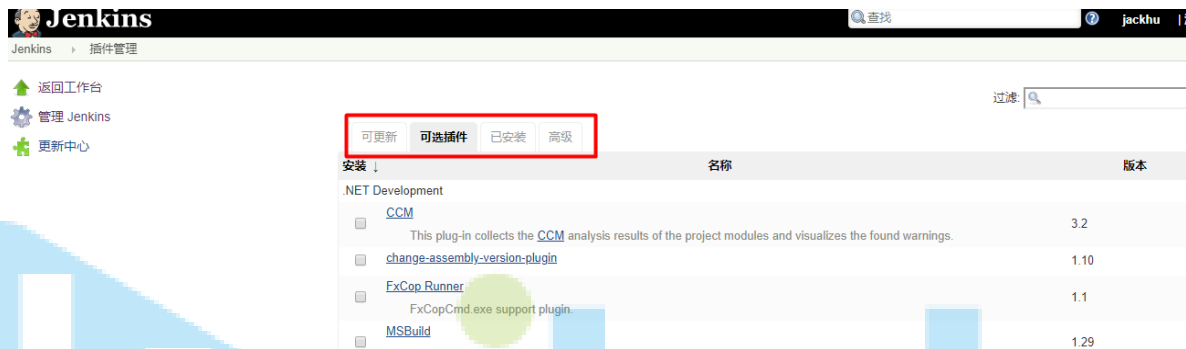 Jenkins
查找
jackhu
Jenkins 插件管理
返回工作台
管理 Jenkins
更新中心
过滤:
可更新 可选插件 已安装 高级
安装 ↓ 名称 版本
.NET Development
CCM
This plug-in collects the CCM analysis results of the project modules and visualizes the found warnings.
3.2
change-assembly-version-plugin
1.10
FxCop Runner
FxCopCmd.exe support plugin.
1.1
MSBuild
1.29